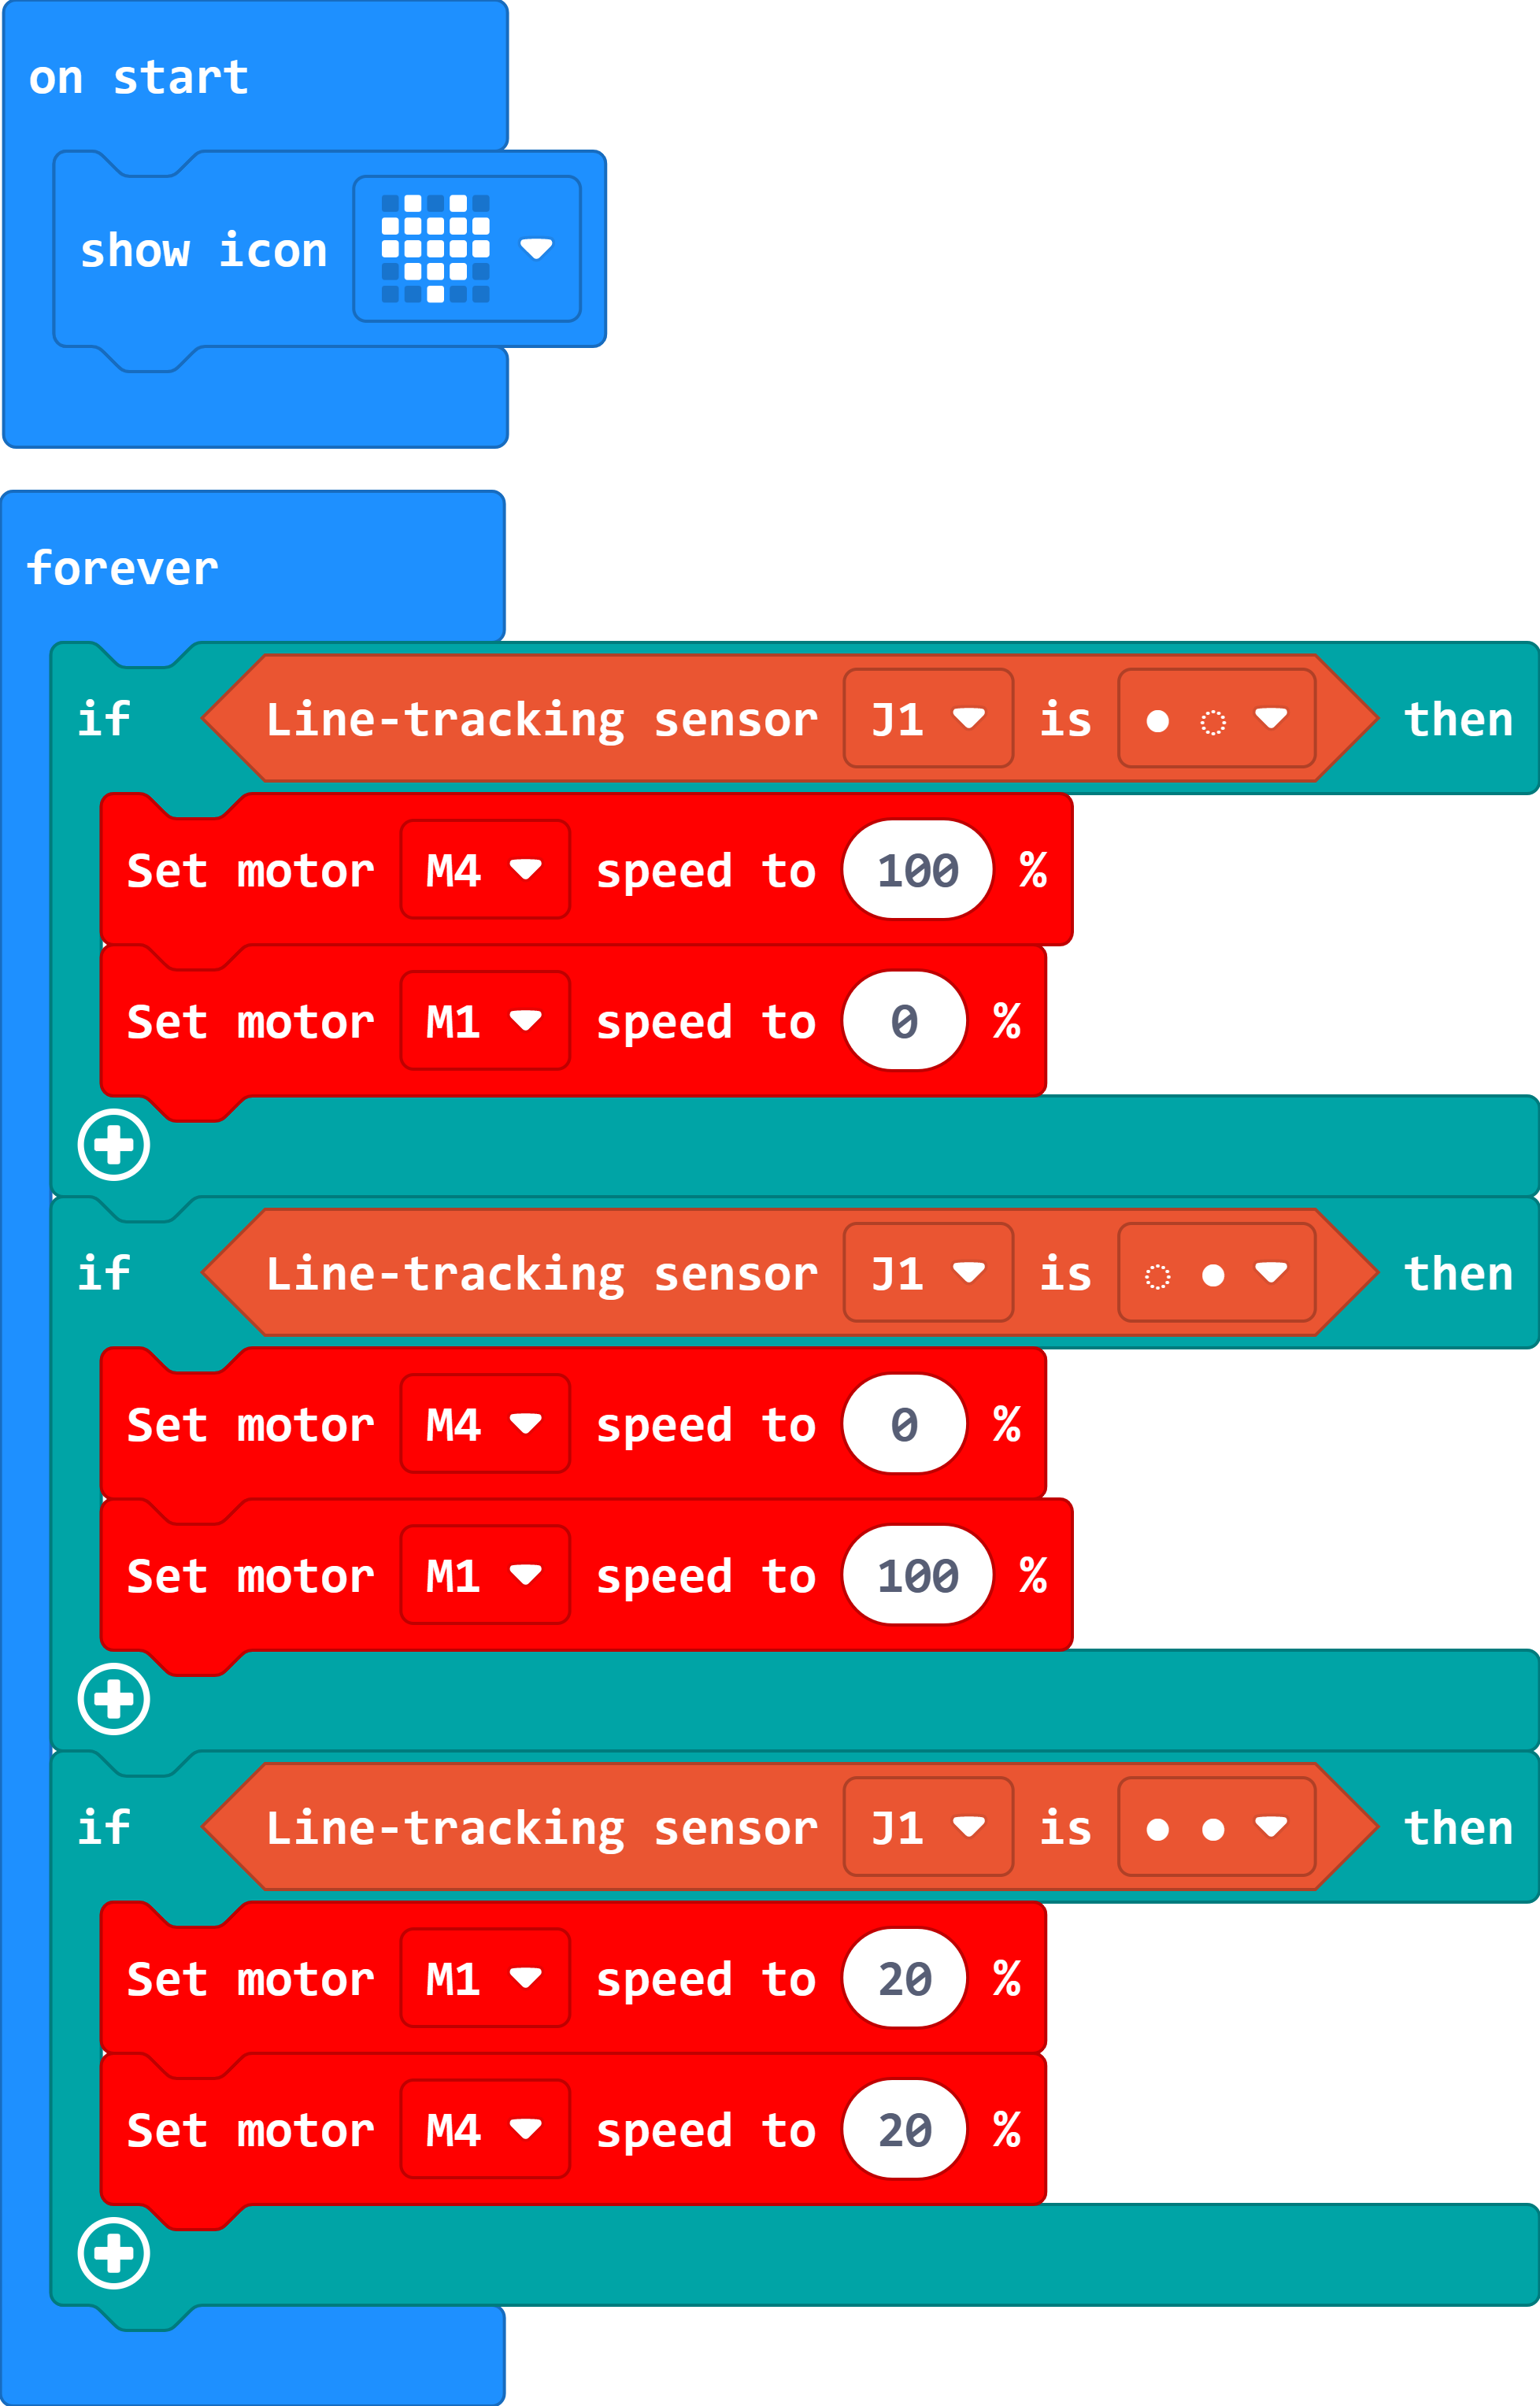 on start
show icon
forever
if Line-tracking sensor J1 is ● ◌ then
Set motor M4 speed to 100 %
Set motor M1 speed to 0 %
if Line-tracking sensor J1 is ◌ ● then
Set motor M4 speed to 0 %
Set motor M1 speed to 100 %
if Line-tracking sensor J1 is ● ● then
Set motor M1 speed to 20 %
Set motor M4 speed to 20 %